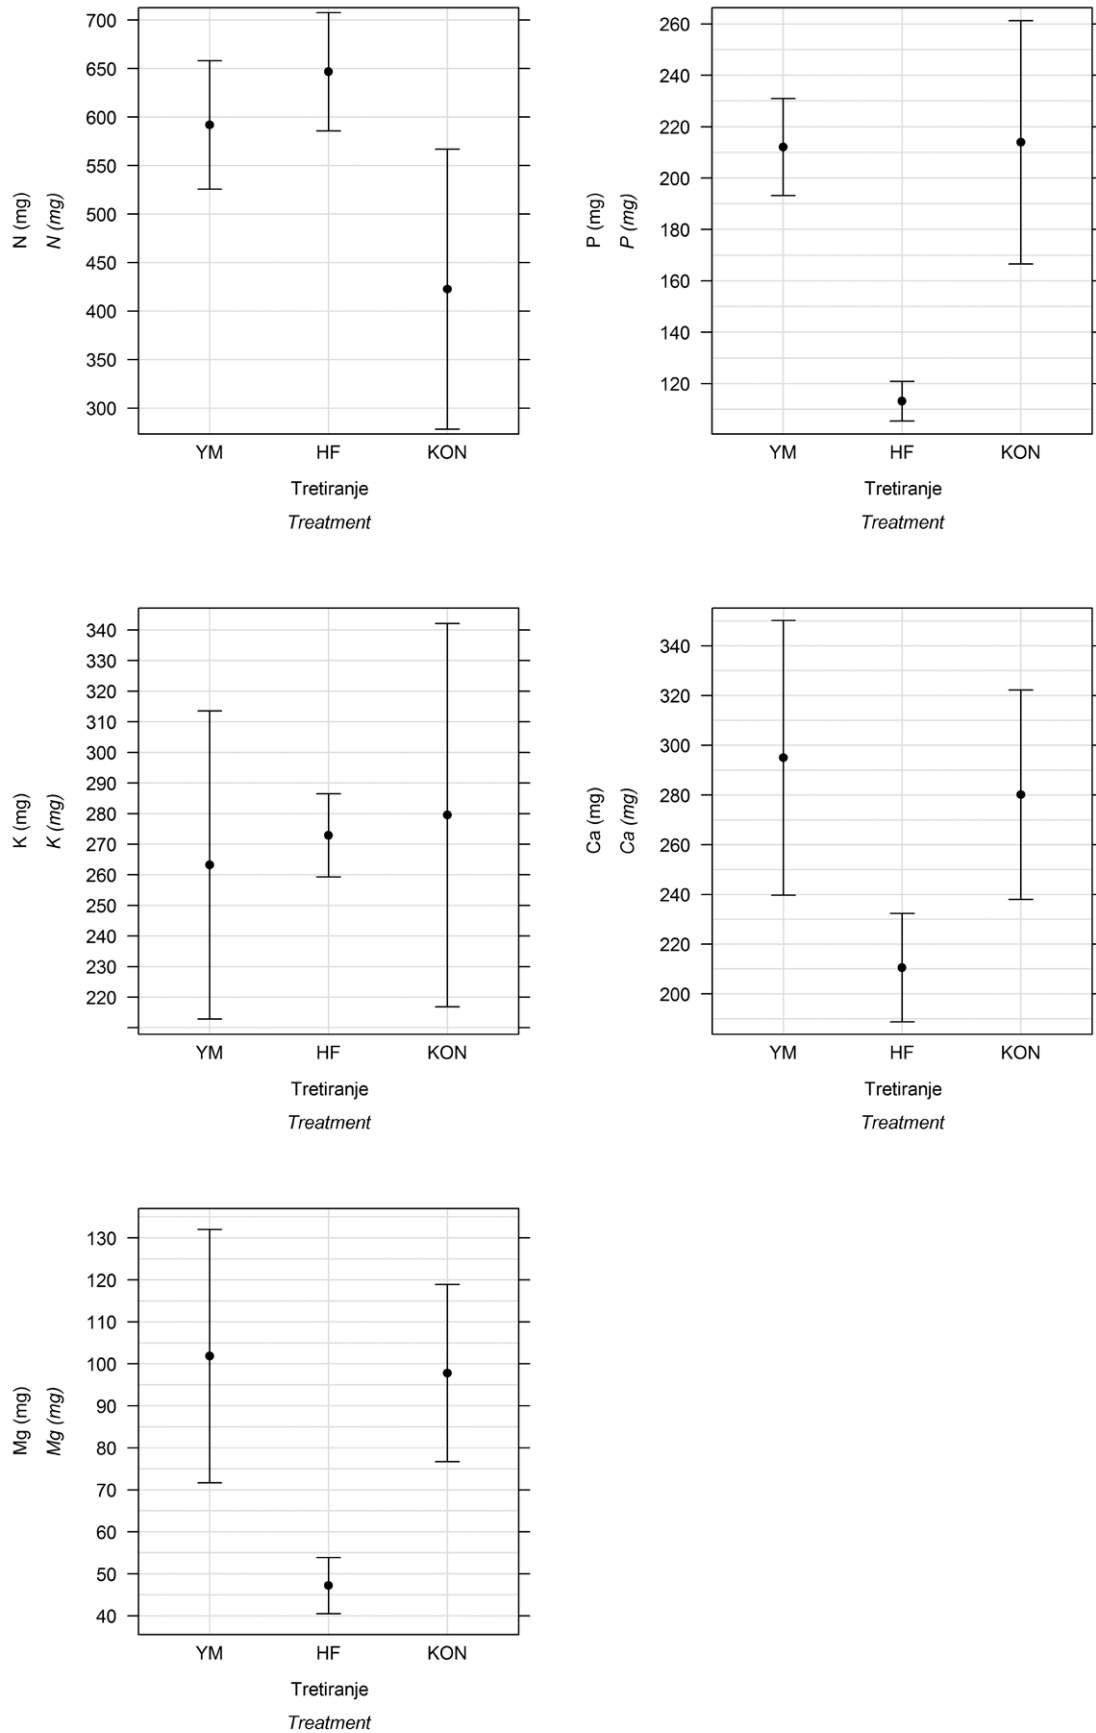 N (mg)
N (mg)
700
650
600
550
500
450
400
350
300
YM
HF
KON
Tretiranje
Treatment
P (mg)
P (mg)
260
240
220
200
180
160
140
120
YM
HF
KON
Tretiranje
Treatment
K (mg)
K (mg)
340
330
320
310
300
290
280
270
260
250
240
230
220
YM
HF
KON
Tretiranje
Treatment
Ca (mg)
Ca (mg)
340
320
300
280
260
240
220
200
YM
HF
KON
Tretiranje
Treatment
Mg (mg)
Mg (mg)
130
120
110
100
90
80
70
60
50
40
YM
HF
KON
Tretiranje
Treatment